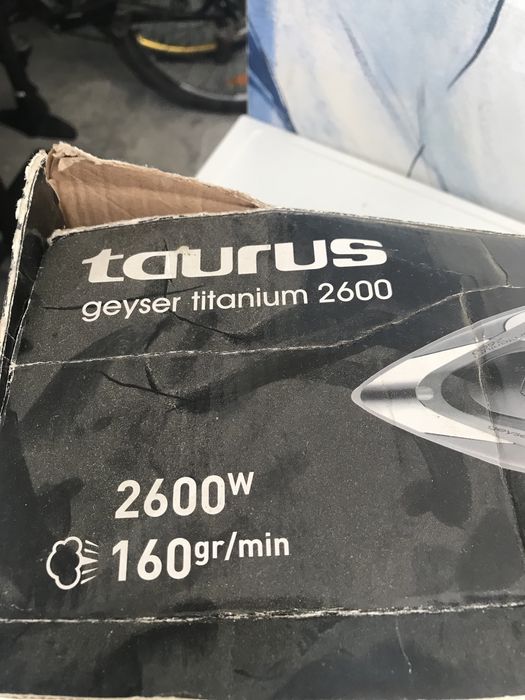 taurus
geyser titanium 2600
2600W
160gr/min